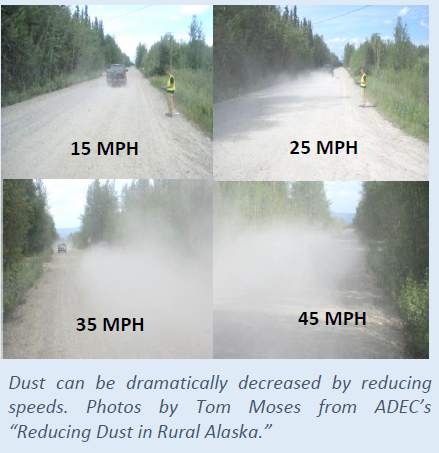 15 MPH
25 MPH
35 MPH
45 MPH
Dust can be dramatically decreased by reducing
speeds. Photos by Tom Moses from ADEC’s
“Reducing Dust in Rural Alaska.”